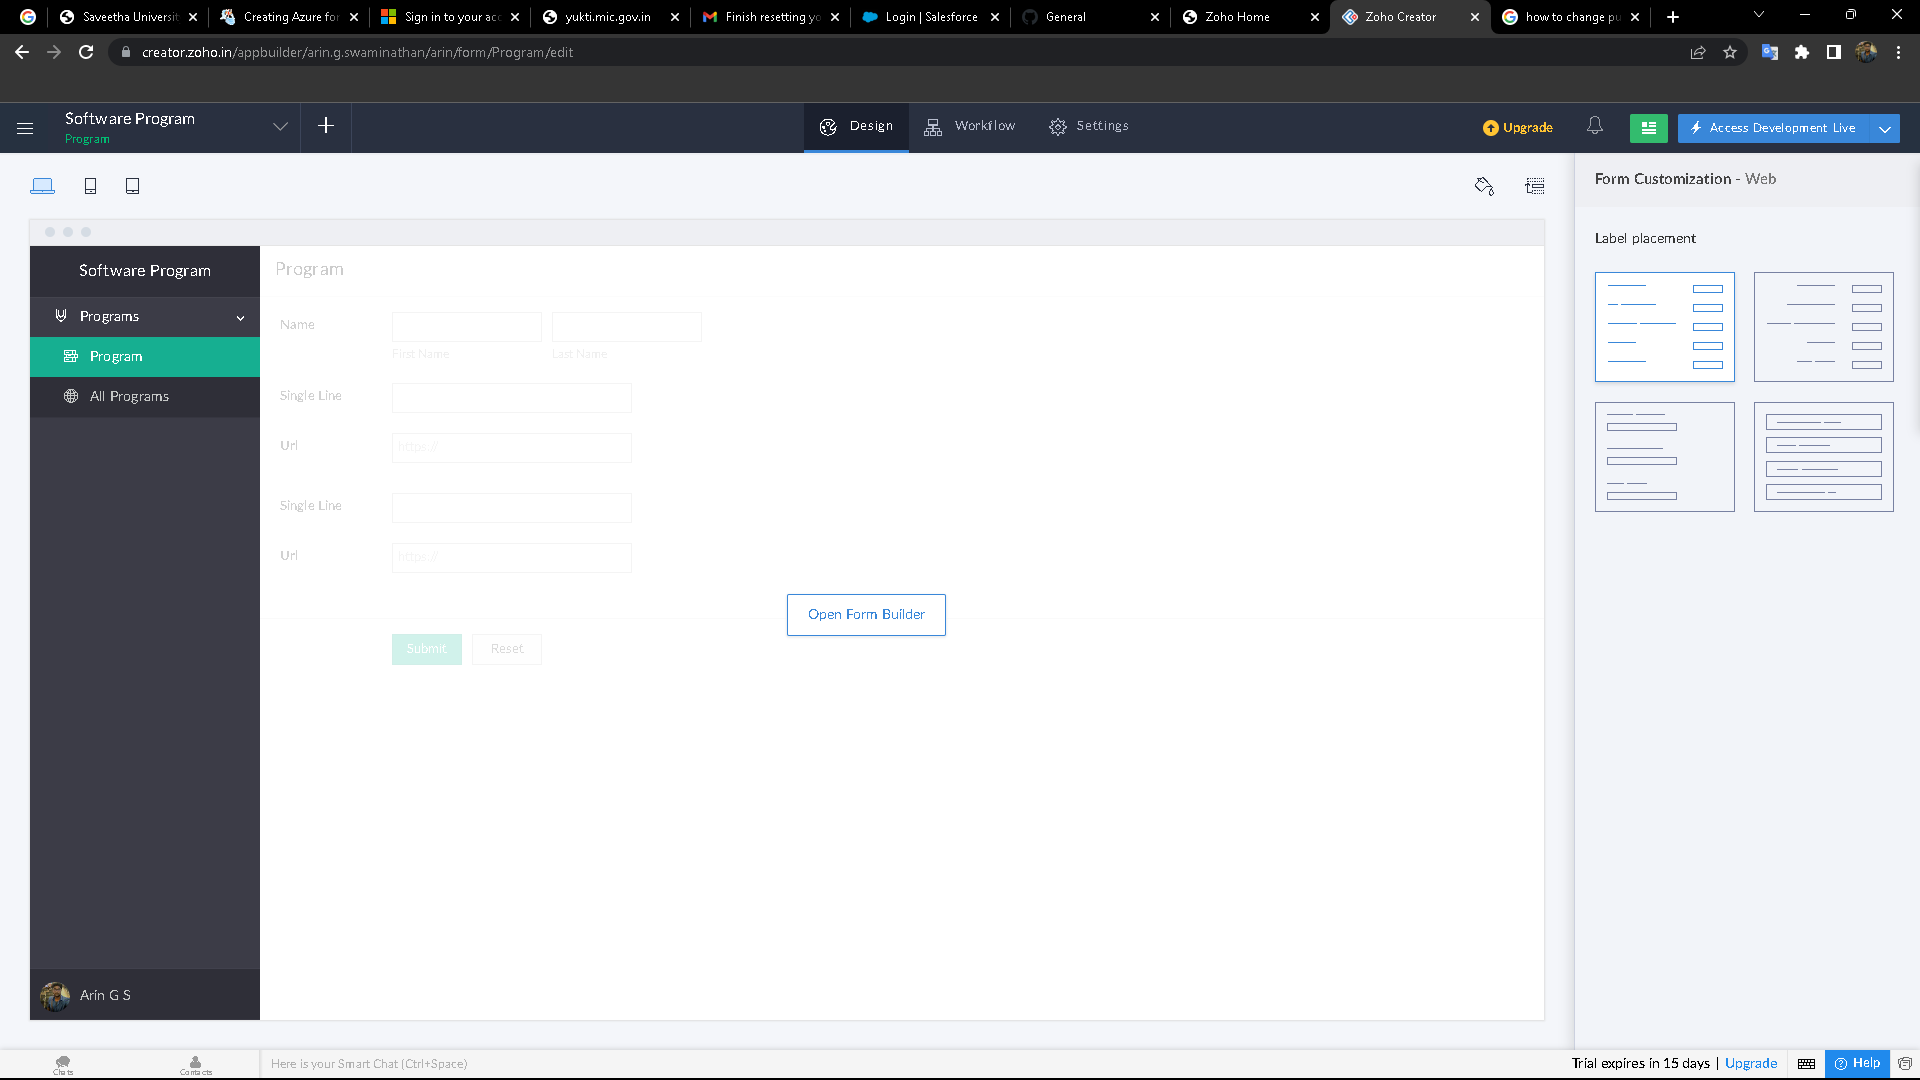 Saveetha Universit
Creating Azure for
Sign in to your acc
yukti.mic.gov.in
Finish resetting yo
Login | Salesforce
General
Zoho Home
Zoho Creator
how to change pu
creator.zoho.in/appbuilder/arin.g.swaminathan/arin/form/Program/edit
Software Program
Program
Design
Workflow
Settings
Upgrade
Access Development Live
Form Customization - Web
Label placement
Software Program
Programs
Program
All Programs
Program
Name
First Name
Last Name
Single Line
Url
https://
Single Line
Url
https://
Open Form Builder
Submit
Reset
Arin G S
Chats
Contacts
Here is your Smart Chat (Ctrl+Space)
Trial expires in 15 days | Upgrade
Help